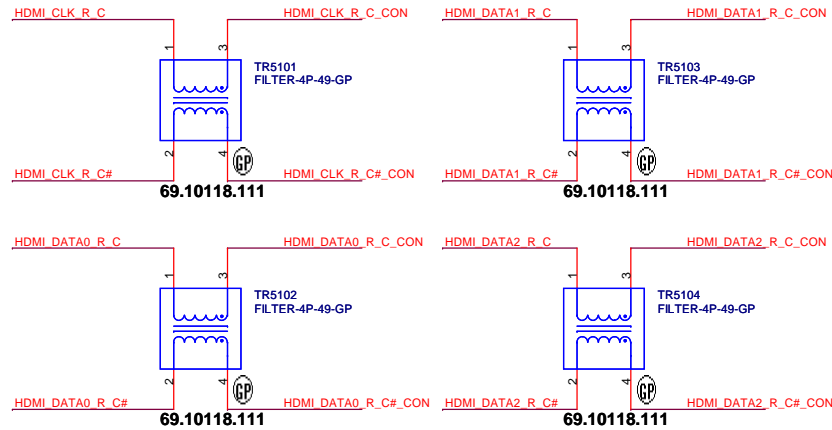 HDMI_CLK_R_C
HDMI_CLK_R_C_CON
1
3
TR5101
FILTER-4P-49-GP
2
4
GP
HDMI_CLK_R_C#
HDMI_CLK_R_C#_CON
69.10118.111
HDMI_DATA1_R_C
HDMI_DATA1_R_C_CON
1
3
TR5103
FILTER-4P-49-GP
2
4
GP
HDMI_DATA1_R_C#
HDMI_DATA1_R_C#_CON
69.10118.111
HDMI_DATA0_R_C
HDMI_DATA0_R_C_CON
1
3
TR5102
FILTER-4P-49-GP
2
4
GP
HDMI_DATA0_R_C#
HDMI_DATA0_R_C#_CON
69.10118.111
HDMI_DATA2_R_C
HDMI_DATA2_R_C_CON
1
3
TR5104
FILTER-4P-49-GP
2
4
GP
HDMI_DATA2_R_C#
HDMI_DATA2_R_C#_CON
69.10118.111